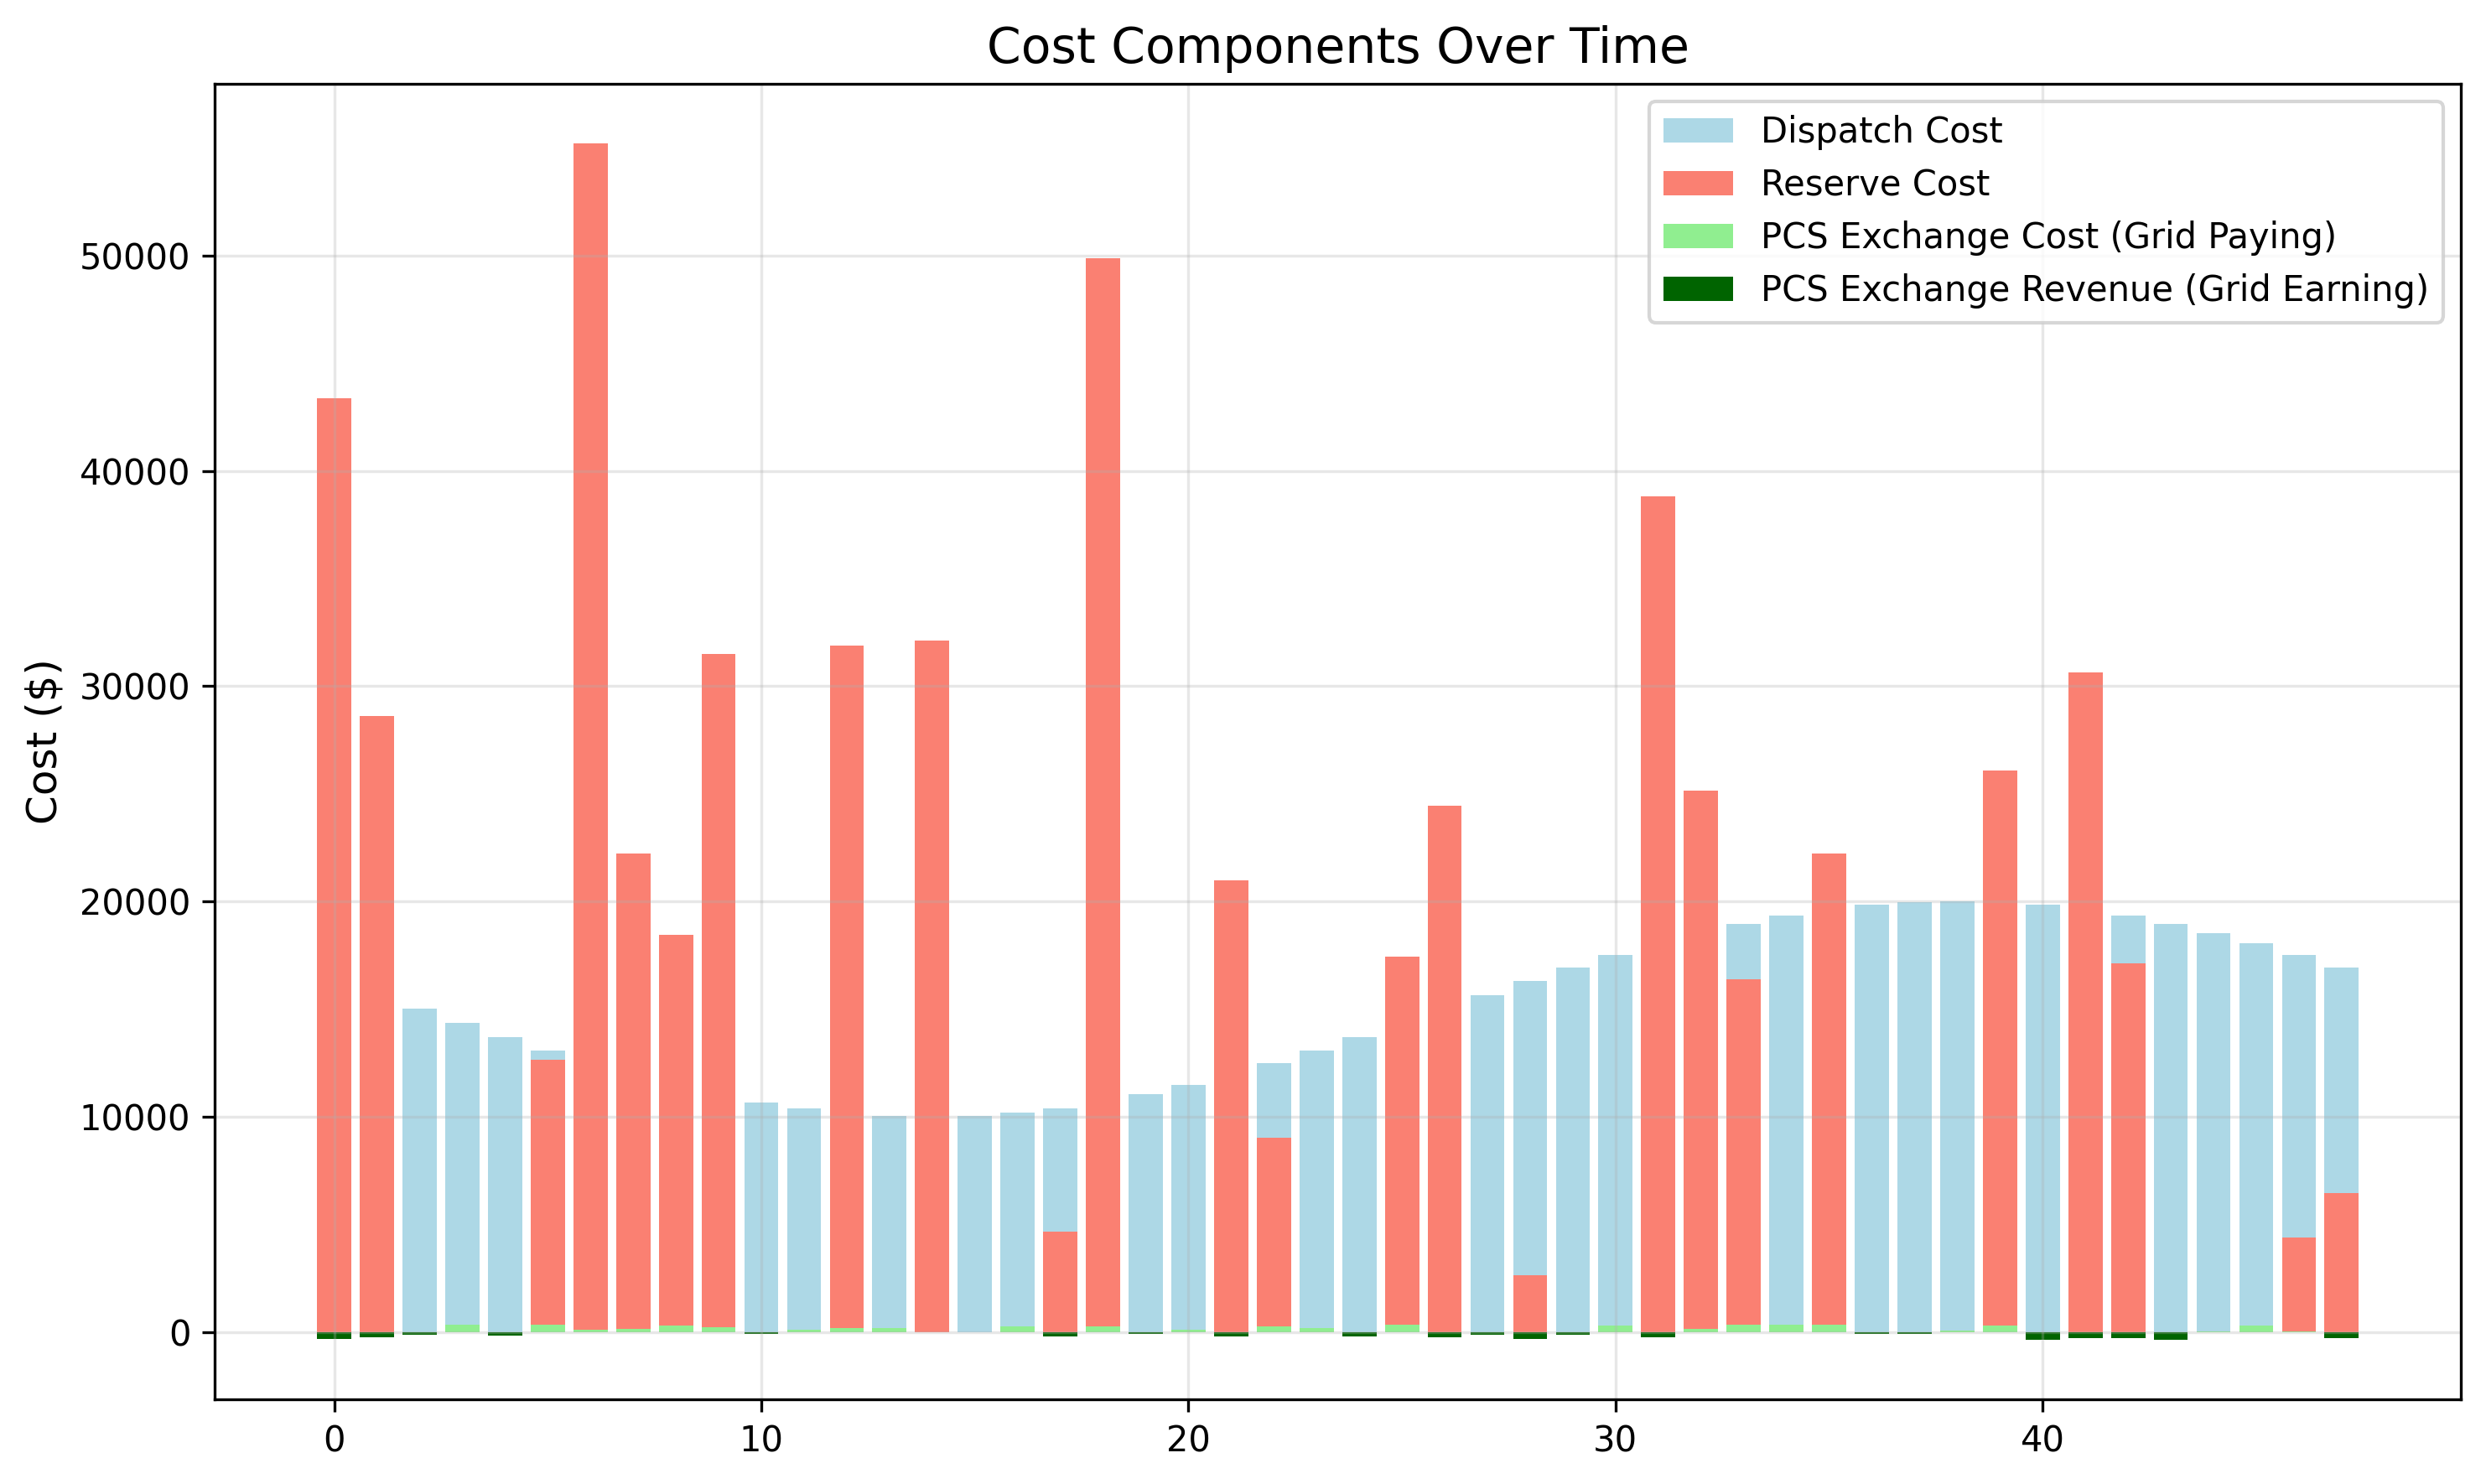 Cost Components Over Time
Dispatch Cost
Reserve Cost
PCS Exchange Cost (Grid Paying)
PCS Exchange Revenue (Grid Earning)
Cost ($)
50000
40000
30000
20000
10000
0
0 10 20 30 40